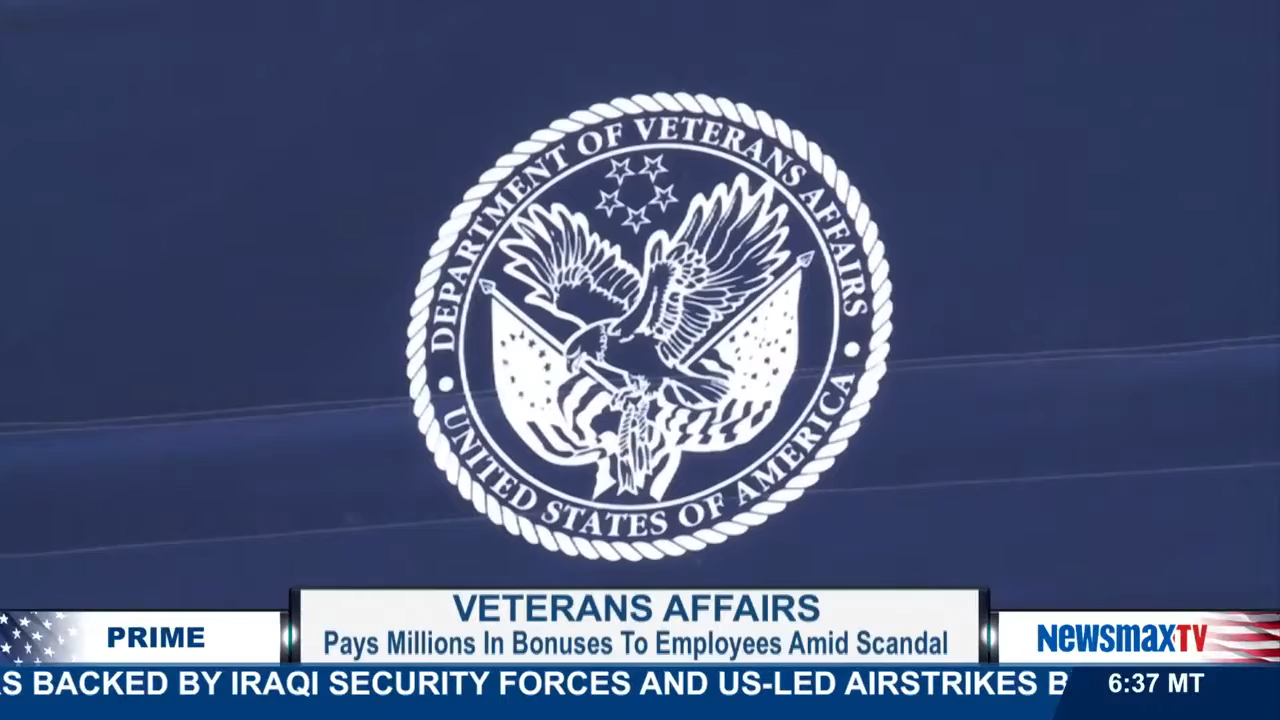 DEPARTMENT OF VETERANS AFFAIRS
UNITED STATES OF AMERICA
VETERANS AFFAIRS
PRIME
Pays Millions In Bonuses To Employees Amid Scandal
NEWSMAXTV
S BACKED BY IRAQI SECURITY FORCES AND US-LED AIRSTRIKES B
6:37 MT